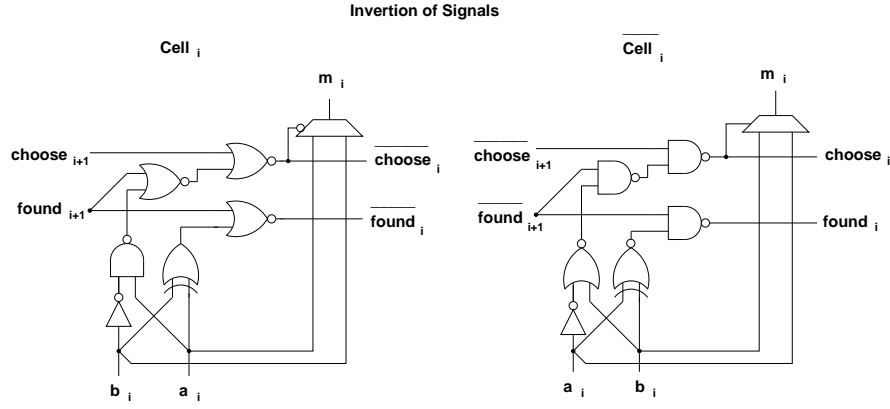 Invertion of Signals
Cell i
Cell i
m i
m i
choose i+1
choose i
choose i+1
choose i
found i+1
found i
found i+1
found i
b i
a i
a i
b i